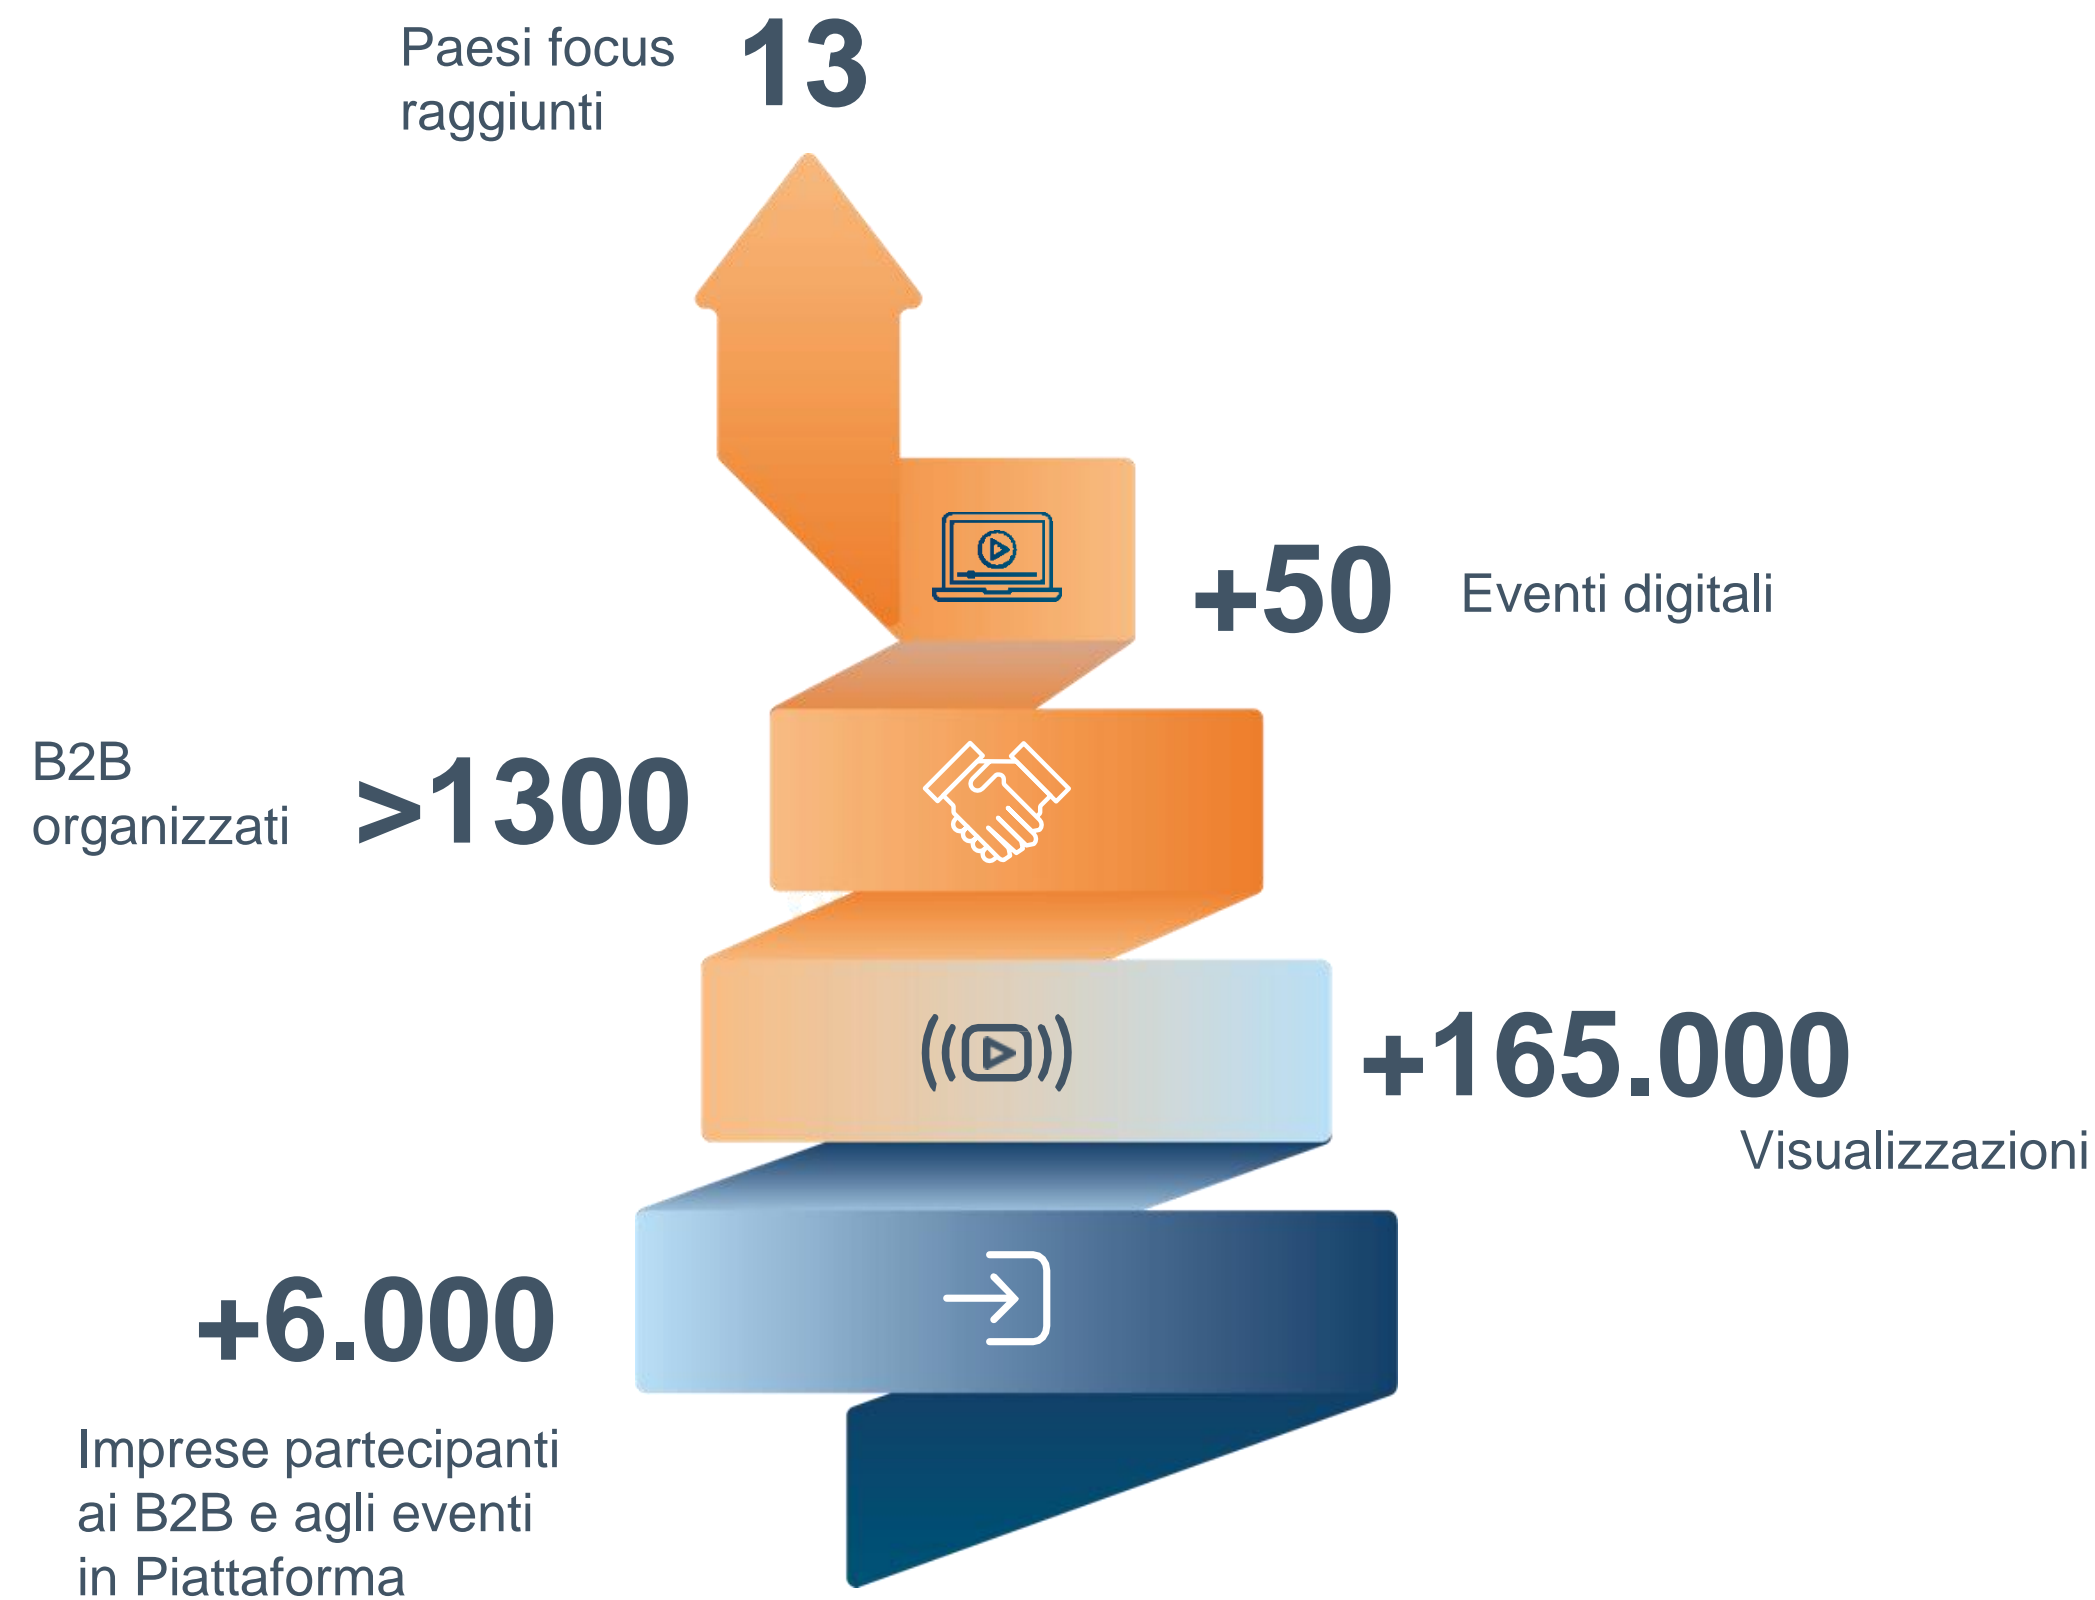 Paesi focus
raggiunti
13
+50
Eventi digitali
B2B
organizzati
>1300
+165.000
Visualizzazioni
+6.000
Imprese partecipanti
ai B2B e agli eventi
in Piattaforma